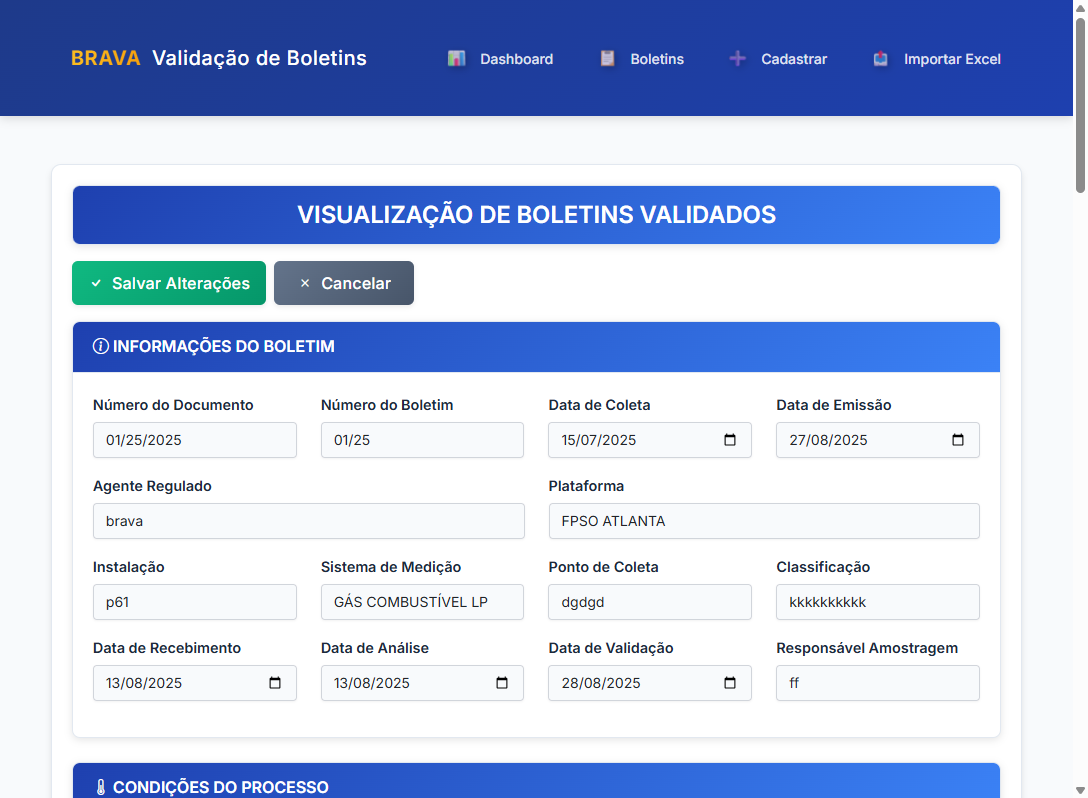 BRAVA Validação de Boletins Dashboard Boletins Cadastrar Importar Excel
VISUALIZAÇÃO DE BOLETINS VALIDADOS
Salvar Alterações Cancelar
INFORMAÇÕES DO BOLETIM
Número do Documento Número do Boletim Data de Coleta Data de Emissão
01/25/2025 01/25 15/07/2025 27/08/2025
Agente Regulado Plataforma
brava FPSO ATLANTA
Instalação Sistema de Medição Ponto de Coleta Classificação
p61 GÁS COMBUSTÍVEL LP dgdgd kkkkkkkkkk
Data de Recebimento Data de Análise Data de Validação Responsável Amostragem
13/08/2025 13/08/2025 28/08/2025 ff
CONDIÇÕES DO PROCESSO